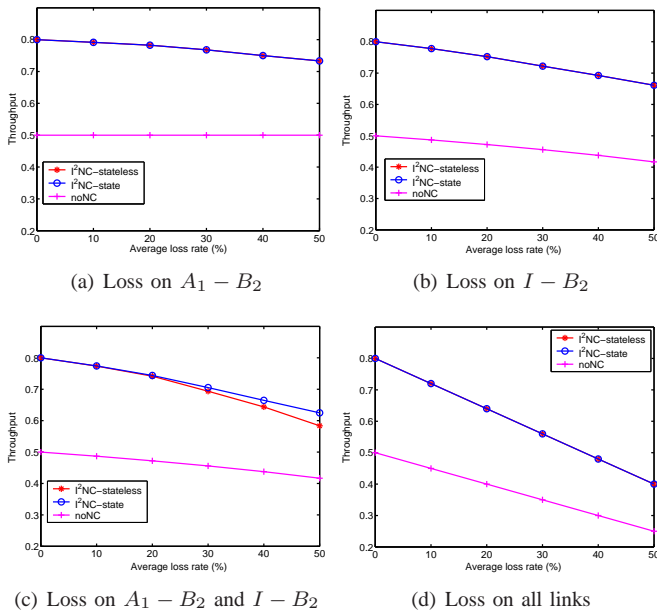 0.8
0.7
0.6
0.5
0.4
0.3
0.2
Throughput
I²NC−stateless
I²NC−state
noNC
0 10 20 30 40 50
Average loss rate (%)
(a) Loss on A₁ − B₂
0.8
0.7
0.6
0.5
0.4
0.3
0.2
Throughput
I²NC−stateless
I²NC−state
noNC
0 10 20 30 40 50
Average loss rate (%)
(b) Loss on I − B₂
0.8
0.7
0.6
0.5
0.4
0.3
0.2
Throughput
I²NC−stateless
I²NC−state
noNC
0 10 20 30 40 50
Average loss rate (%)
(c) Loss on A₁ − B₂ and I − B₂
I²NC−stateless
I²NC−state
noNC
0.8
0.7
0.6
0.5
0.4
0.3
0.2
Throughput
0 10 20 30 40 50
Average loss rate (%)
(d) Loss on all links